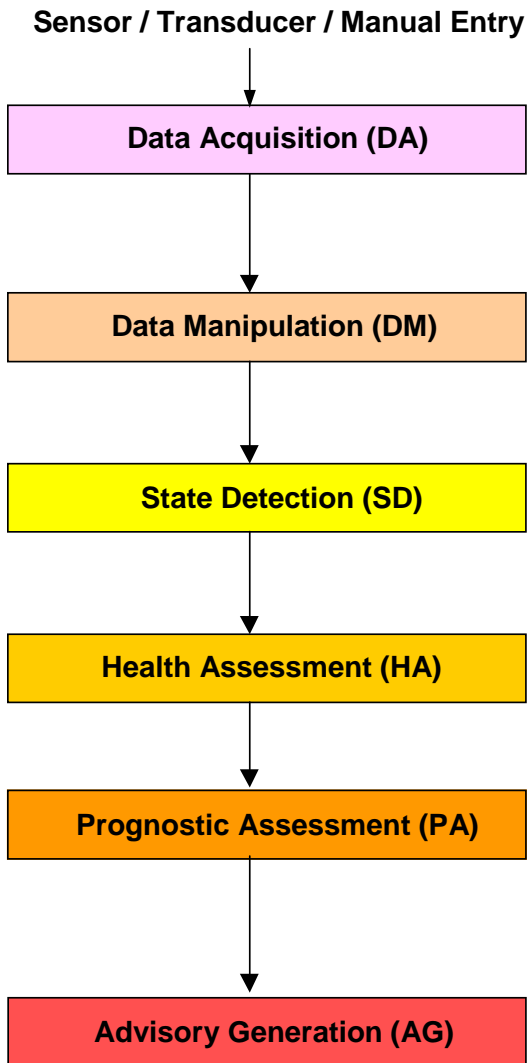 Sensor / Transducer / Manual Entry
Data Acquisition (DA)
Data Manipulation (DM)
State Detection (SD)
Health Assessment (HA)
Prognostic Assessment (PA)
Advisory Generation (AG)